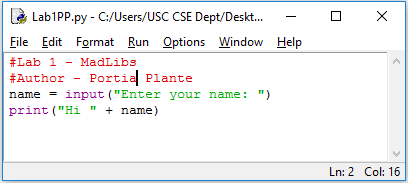 Lab1PP.py - C:/Users/USC CSE Dept/Deskt...
File Edit Format Run Options Window Help
#Lab 1 - MadLibs
#Author - Portia Plante
name = input("Enter your name: ")
print("Hi " + name)
Ln: 2 Col: 16